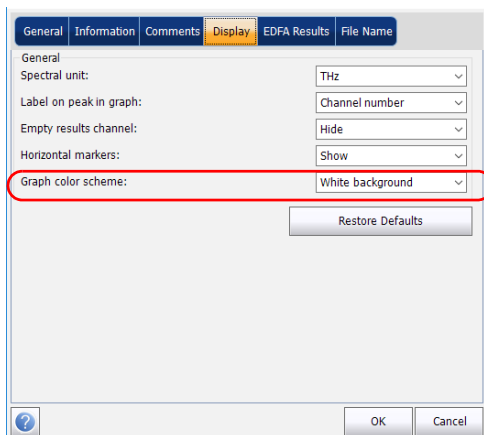 General Information Comments Display EDFA Results File Name
General
Spectral unit: THz
Label on peak in graph: Channel number
Empty results channel: Hide
Horizontal markers: Show
Graph color scheme: White background
Restore Defaults
? OK Cancel